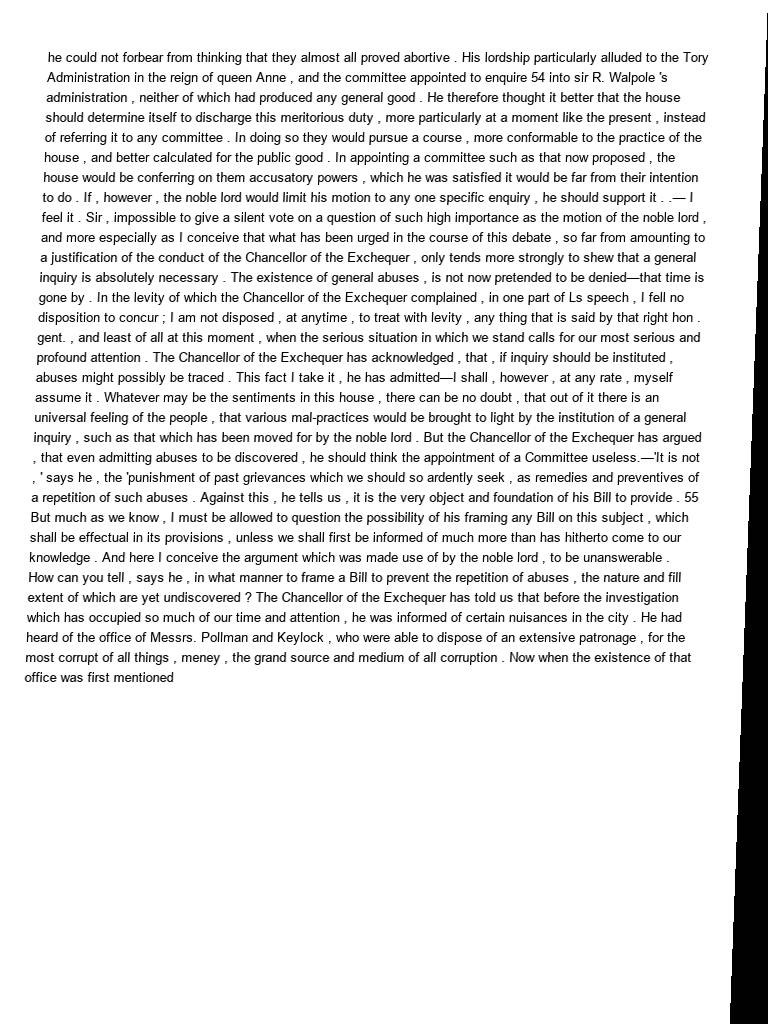 he could not forbear from thinking that they almost all proved abortive . His lordship particularly alluded to the Tory
Administration in the reign of queen Anne , and the committee appointed to enquire 54 into sir R. Walpole 's
administration , neither of which had produced any general good . He therefore thought it better that the house
should determine itself to discharge this meritorious duty , more particularly at a moment like the present , instead
of referring it to any committee . In doing so they would pursue a course , more conformable to the practice of the
house , and better calculated for the public good . In appointing a committee such as that now proposed , the
house would be conferring on them accusatory powers , which he was satisfied it would be far from their intention
to do . If , however , the noble lord would limit his motion to any one specific enquiry , he should support it . .— I
feel it . Sir , impossible to give a silent vote on a question of such high importance as the motion of the noble lord ,
and more especially as I conceive that what has been urged in the course of this debate , so far from amounting to
a justification of the conduct of the Chancellor of the Exchequer , only tends more strongly to shew that a general
inquiry is absolutely necessary . The existence of general abuses , is not now pretended to be denied—that time is
gone by . In the levity of which the Chancellor of the Exchequer complained , in one part of Ls speech , I fell no
disposition to concur ; I am not disposed , at anytime , to treat with levity , any thing that is said by that right hon .
gent. , and least of all at this moment , when the serious situation in which we stand calls for our most serious and
profound attention . The Chancellor of the Exchequer has acknowledged , that , if inquiry should be instituted ,
abuses might possibly be traced . This fact I take it , he has admitted—I shall , however , at any rate , myself
assume it . Whatever may be the sentiments in this house , there can be no doubt , that out of it there is an
universal feeling of the people , that various mal-practices would be brought to light by the institution of a general
inquiry , such as that which has been moved for by the noble lord . But the Chancellor of the Exchequer has argued
, that even admitting abuses to be discovered , he should think the appointment of a Committee useless.—'It is not
, ' says he , the 'punishment of past grievances which we should so ardently seek , as remedies and preventives of
a repetition of such abuses . Against this , he tells us , it is the very object and foundation of his Bill to provide . 55
But much as we know , I must be allowed to question the possibility of his framing any Bill on this subject , which
shall be effectual in its provisions , unless we shall first be informed of much more than has hitherto come to our
knowledge . And here I conceive the argument which was made use of by the noble lord , to be unanswerable .
How can you tell , says he , in what manner to frame a Bill to prevent the repetition of abuses , the nature and fill
extent of which are yet undiscovered ? The Chancellor of the Exchequer has told us that before the investigation
which has occupied so much of our time and attention , he was informed of certain nuisances in the city . He had
heard of the office of Messrs. Pollman and Keylock , who were able to dispose of an extensive patronage , for the
most corrupt of all things , meney , the grand source and medium of all corruption . Now when the existence of that
office was first mentioned